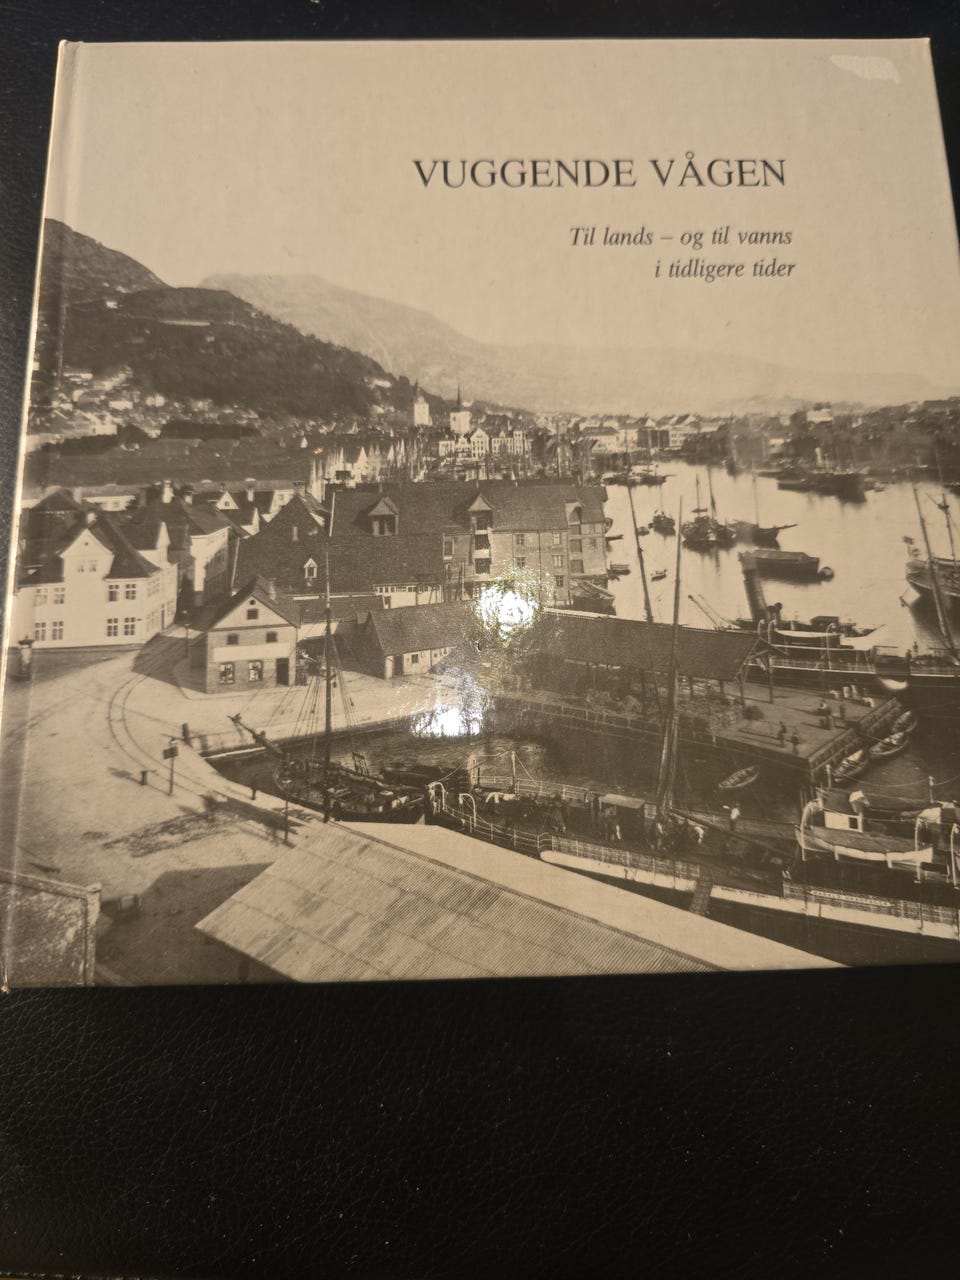 VUGGENDE VÅGEN
Til lands – og til vanns
i tidligere tider